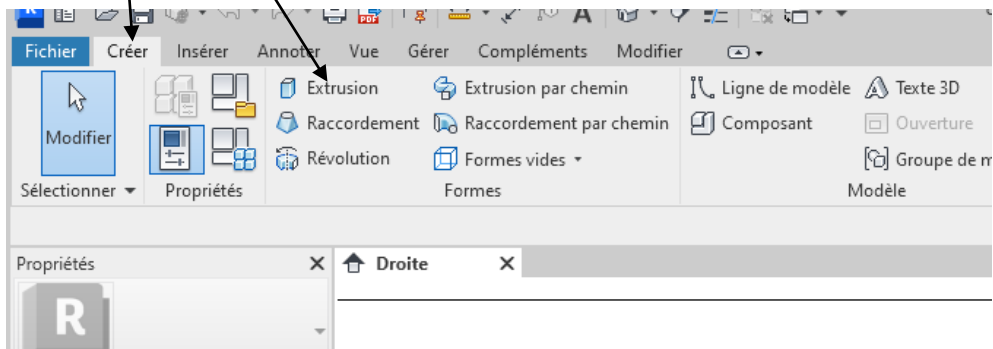 Fichier Créer Insérer Annoter Vue Gérer Compléments Modifier
Modifier
Sélectionner
Propriétés
Extrusion Extrusion par chemin
Raccordement Raccordement par chemin
Révolution Formes vides
Formes
Ligne de modèle Texte 3D
Composant Ouverture
Groupe de m
Modèle
Propriétés
Droite
R